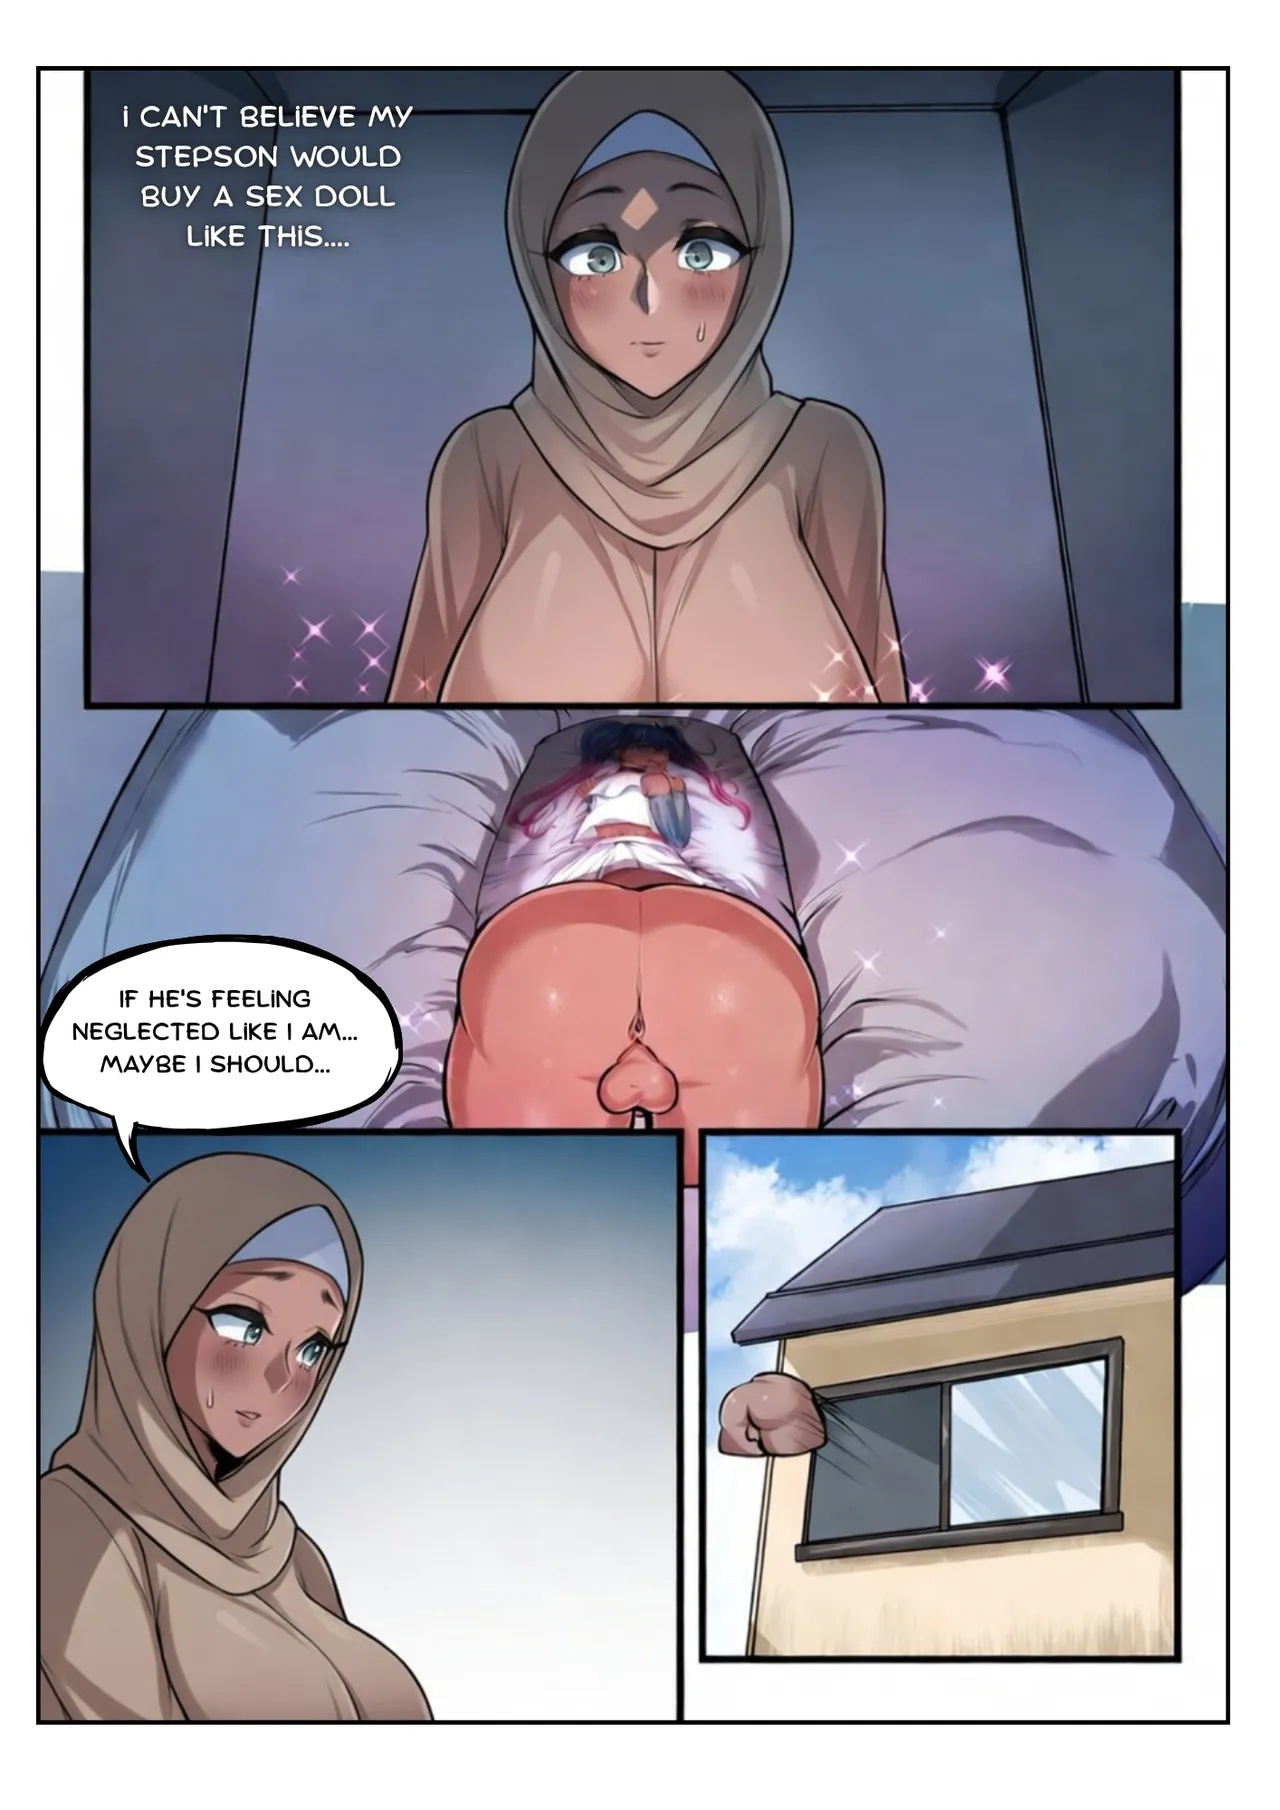 I CAN'T BELIEVE MY
STEPSON WOULD
BUY A SEX DOLL
LIKE THIS....
IF HE'S FEELING
NEGLECTED LIKE I AM...
MAYBE I SHOULD...